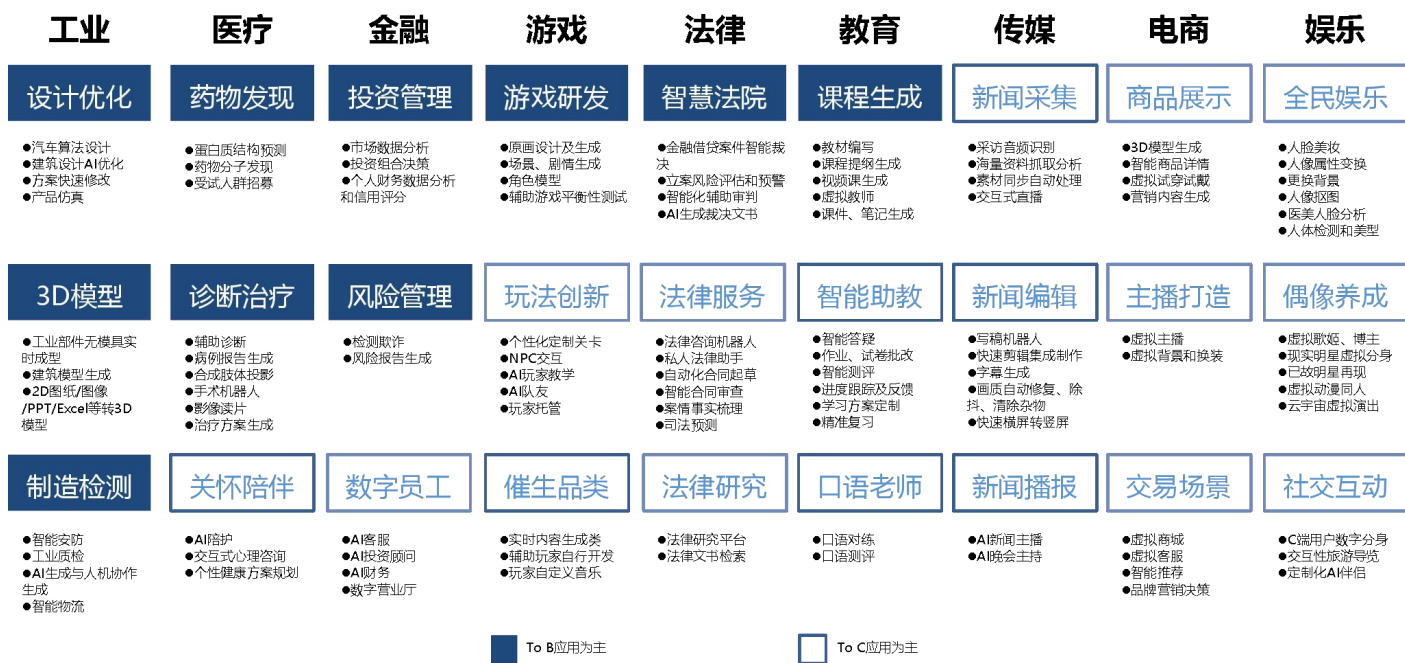 工业 医疗 金融 游戏 法律 教育 传媒 电商 娱乐
设计优化 药物发现 投资管理 游戏研发 智慧法院 课程生成 新闻采集 商品展示 全民娱乐
●汽车算法设计
●建筑设计AI优化
●方案快速修改
●产品仿真
●蛋白质结构预测
●药物分子发现
●受试人群招募
●市场数据分析
●投资组合决策
●个人财务数据分析
和信用评分
●原画设计及生成
●场景、剧情生成
●角色模型
●辅助游戏平衡性测试
●金融借贷案件智能裁
决
●立案风险评估和预警
●智能化辅助审判
●AI生成裁决文书
●教材编写
●课程提纲生成
●视频课生成
●虚拟教师
●课件、笔记生成
●采访音频识别
●海量资料抓取分析
●素材同步自动处理
●交互式直播
●3D模型生成
●智能商品详情
●虚拟试穿试戴
●营销内容生成
●人脸美妆
●人像属性变换
●更换背景
●人像抠图
●医美人脸分析
●人体检测和美型
3D模型 诊断治疗 风险管理 玩法创新 法律服务 智能助教 新闻编辑 主播打造 偶像养成
●工业部件无模具实
时成型
●建筑模型生成
●2D图纸/图像
/PPT/Excel等转3D
模型
●辅助诊断
●病例报告生成
●合成肢体投影
●手术机器人
●影像读片
●治疗方案生成
●检测欺诈
●风险报告生成
●个性化定制关卡
●NPC交互
●AI玩家教学
●AI队友
●玩家托管
●法律咨询机器人
●私人法律助手
●自动化合同起草
●智能合同审查
●案情事实梳理
●司法预测
●智能答疑
●作业、试卷批改
●智能测评
●进度跟踪及反馈
●学习方案定制
●精准复习
●写稿机器人
●快速剪辑集成制作
●字幕生成
●画质自动修复、除
抖、清除杂物
●快速横屏转竖屏
●虚拟主播
●虚拟背景和换装
●虚拟歌姬、博主
●现实明星虚拟分身
●已故明星再现
●虚拟动漫同人
●云宇宙虚拟演出
制造检测 关怀陪伴 数字员工 催生品类 法律研究 口语老师 新闻播报 交易场景 社交互动
●智能安防
●工业质检
●AI生成与人机协作
生成
●智能物流
●AI陪护
●交互式心理咨询
●个性健康方案规划
●AI客服
●AI投资顾问
●AI财务
●数字营业厅
●实时内容生成类
●辅助玩家自行开发
●玩家自定义音乐
●法律研究平台
●法律文书检索
●口语对练
●口语测评
●AI新闻主播
●AI晚会主持
●虚拟商城
●虚拟客服
●智能推荐
●品牌营销决策
●C端用户数字分身
●交互性旅游导览
●定制化AI伴侣
To B应用为主
To C应用为主